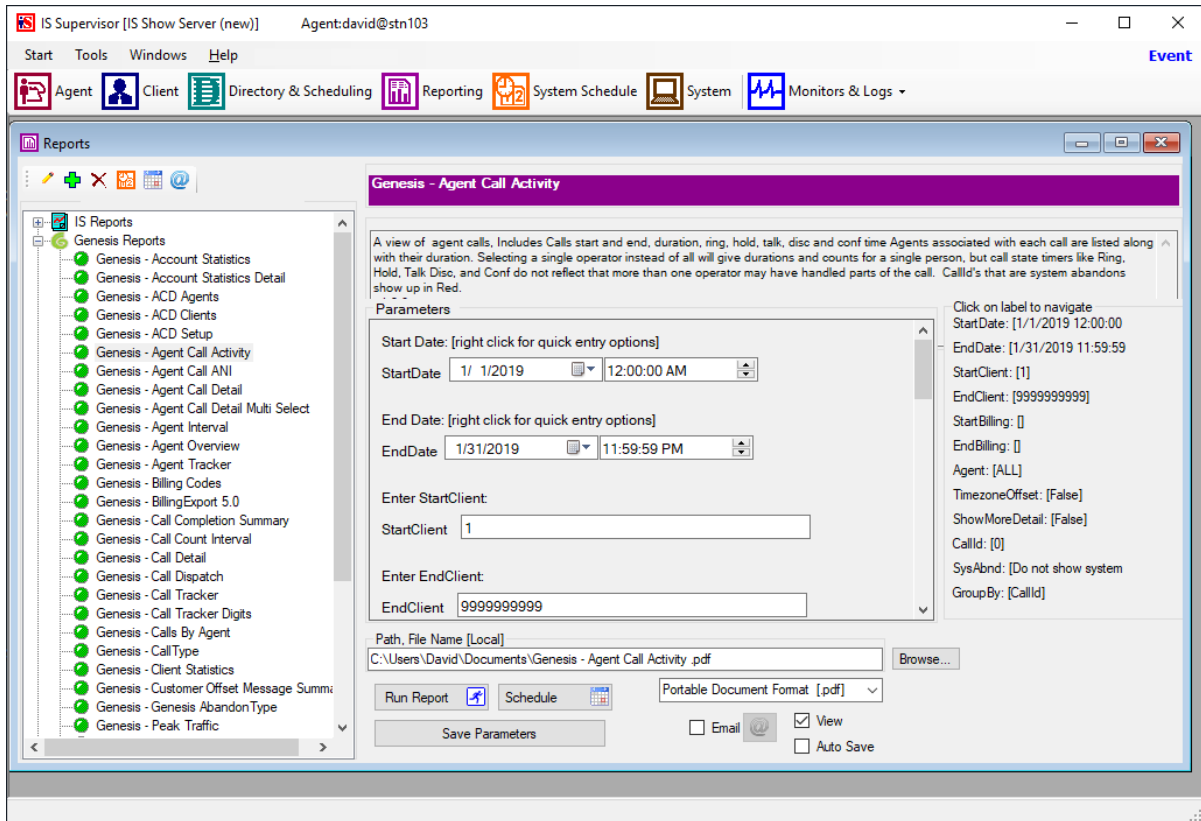 IS Supervisor [IS Show Server (new)] Agent:david@stn103
Start Tools Windows Help Event
Agent Client Directory & Scheduling Reporting System Schedule System Monitors & Logs
Reports
Genesis - Agent Call Activity
IS Reports
Genesis Reports
Genesis - Account Statistics
Genesis - Account Statistics Detail
Genesis - ACD Agents
Genesis - ACD Clients
Genesis - ACD Setup
Genesis - Agent Call Activity
Genesis - Agent Call ANI
Genesis - Agent Call Detail
Genesis - Agent Call Detail Multi Select
Genesis - Agent Interval
Genesis - Agent Overview
Genesis - Agent Tracker
Genesis - Billing Codes
Genesis - BillingExport 5.0
Genesis - Call Completion Summary
Genesis - Call Count Interval
Genesis - Call Detail
Genesis - Call Dispatch
Genesis - Call Tracker
Genesis - Call Tracker Digits
Genesis - Calls By Agent
Genesis - CallType
Genesis - Client Statistics
Genesis - Customer Offset Message Summa
Genesis - Genesis AbandonType
Genesis - Peak Traffic
A view of agent calls, Includes Calls start and end, duration, ring, hold, talk, disc and conf time Agents associated with each call are listed along
with their duration. Selecting a single operator instead of all will give durations and counts for a single person, but call state timers like Ring,
Hold, Talk Disc, and Conf do not reflect that more than one operator may have handled parts of the call. CallId's that are system abandons
show up in Red.
Parameters
Start Date: [right click for quick entry options]
StartDate 1/ 1/2019 12:00:00 AM
End Date: [right click for quick entry options]
EndDate 1/31/2019 11:59:59 PM
Enter StartClient:
StartClient 1
Enter EndClient:
EndClient 9999999999
Click on label to navigate
StartDate: [1/1/2019 12:00:00
EndDate: [1/31/2019 11:59:59
StartClient: [1]
EndClient: [9999999999]
StartBilling: []
EndBilling: []
Agent: [ALL]
TimezoneOffset: [False]
ShowMoreDetail: [False]
CallId: [0]
SysAbnd: [Do not show system
GroupBy: [CallId]
Path, File Name [Local]
C:\Users\David\Documents\Genesis - Agent Call Activity .pdf Browse...
Run Report Schedule Portable Document Format [.pdf]
Save Parameters Email @ View
Auto Save